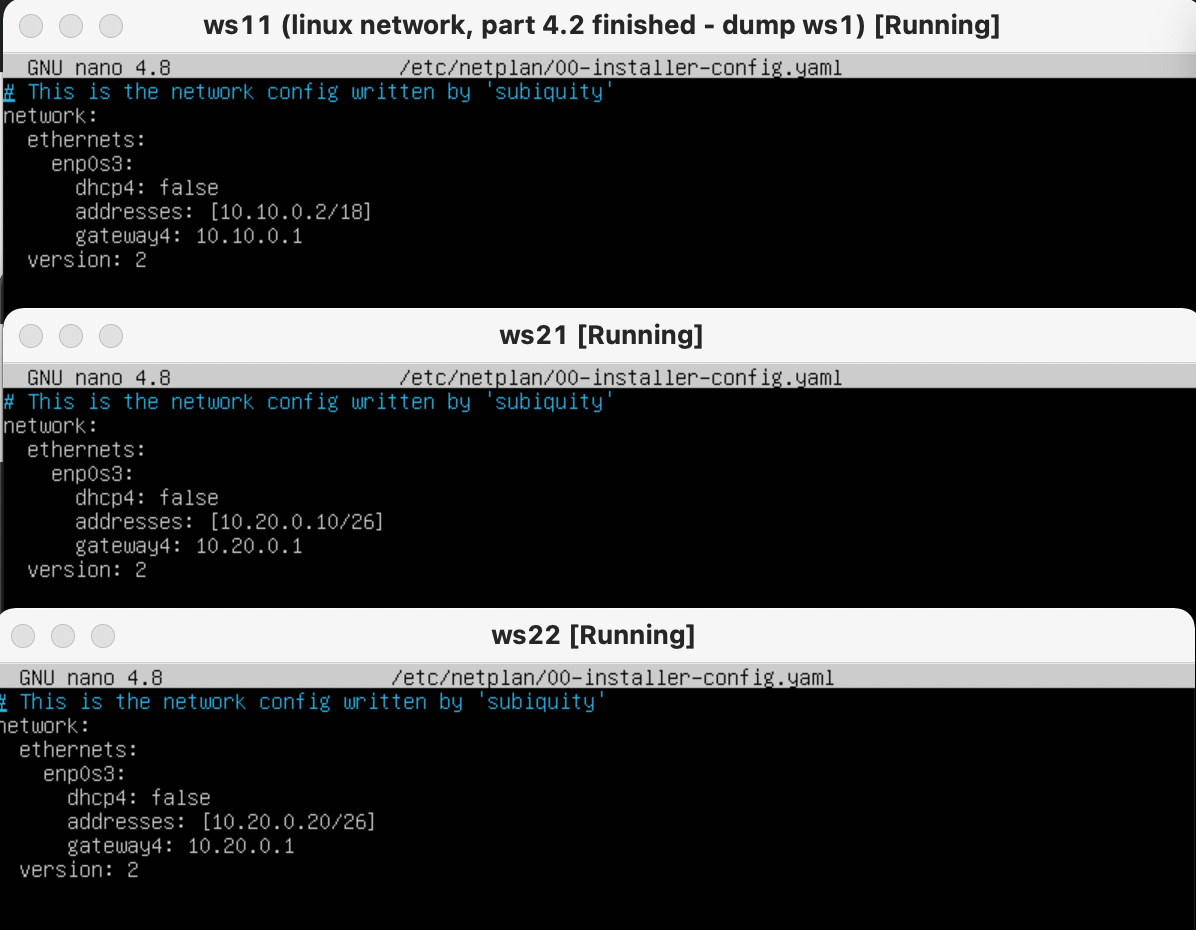 ws11 (linux network, part 4.2 finished - dump ws1) [Running]
GNU nano 4.8 /etc/netplan/00-installer-config.yaml
# This is the network config written by 'subiquity'
network:
  ethernets:
    enp0s3:
      dhcp4: false
      addresses: [10.10.0.2/18]
      gateway4: 10.10.0.1
  version: 2
ws21 [Running]
GNU nano 4.8 /etc/netplan/00-installer-config.yaml
# This is the network config written by 'subiquity'
network:
  ethernets:
    enp0s3:
      dhcp4: false
      addresses: [10.20.0.10/26]
      gateway4: 10.20.0.1
  version: 2
ws22 [Running]
GNU nano 4.8 /etc/netplan/00-installer-config.yaml
# This is the network config written by 'subiquity'
network:
  ethernets:
    enp0s3:
      dhcp4: false
      addresses: [10.20.0.20/26]
      gateway4: 10.20.0.1
  version: 2